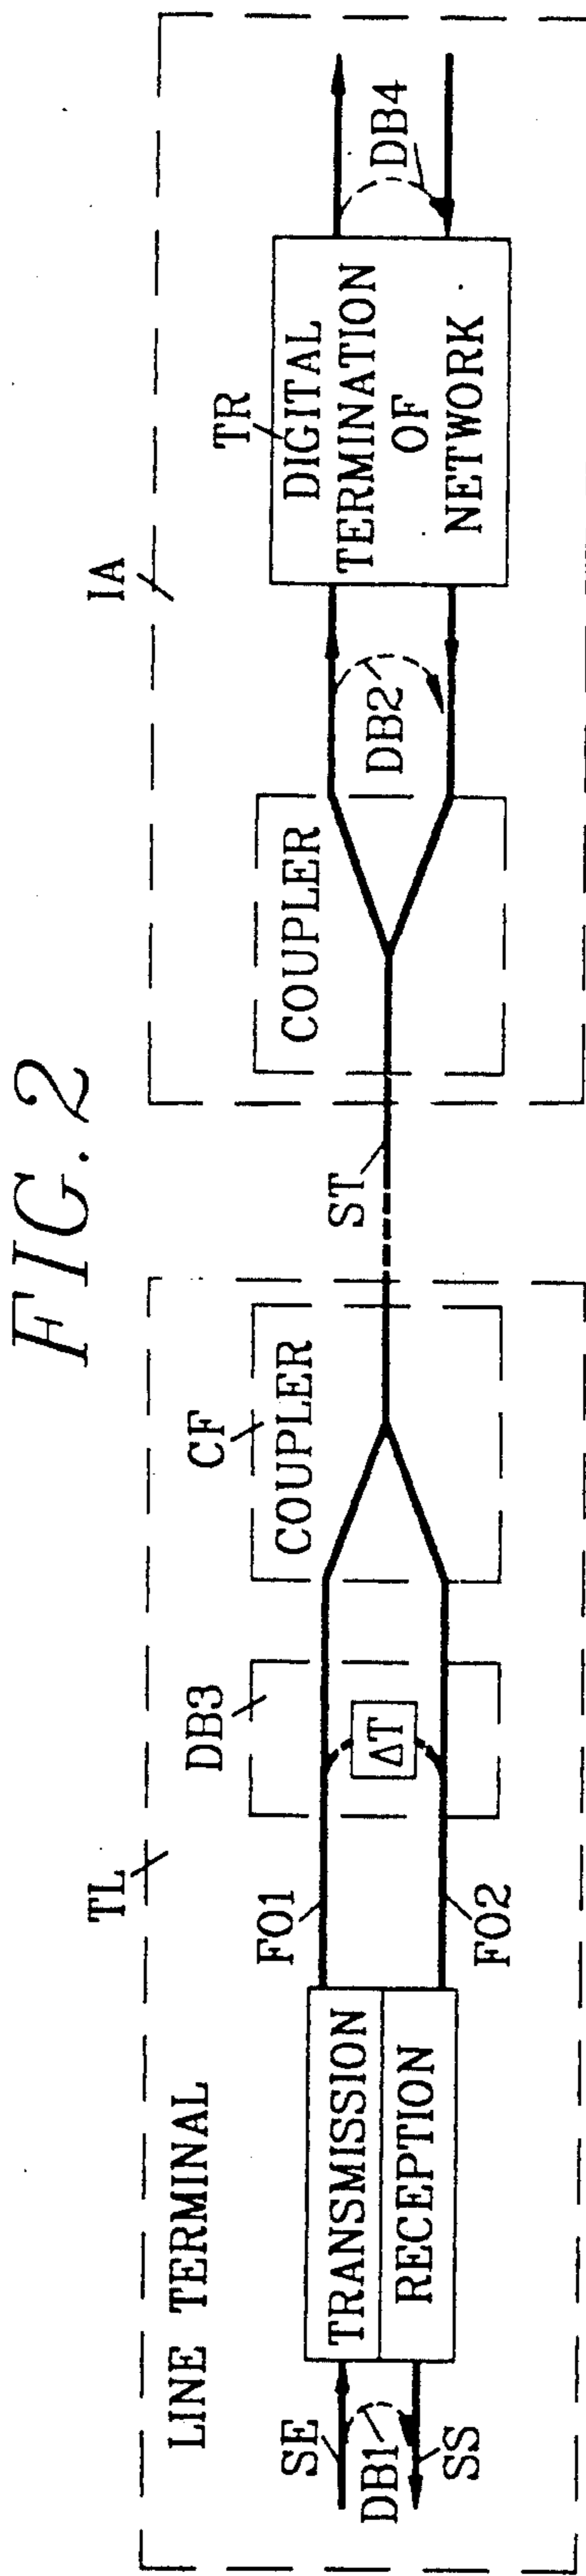 FIG. 2
LINE TERMINAL
TL
IA
SE
DB1
SS
TRANSMISSION
RECEPTION
FO1
FO2
DB3
ΔT
CF
COUPLER
ST
COUPLER
DB2
TR
DIGITAL
TERMINATION
OF
NETWORK
DB4